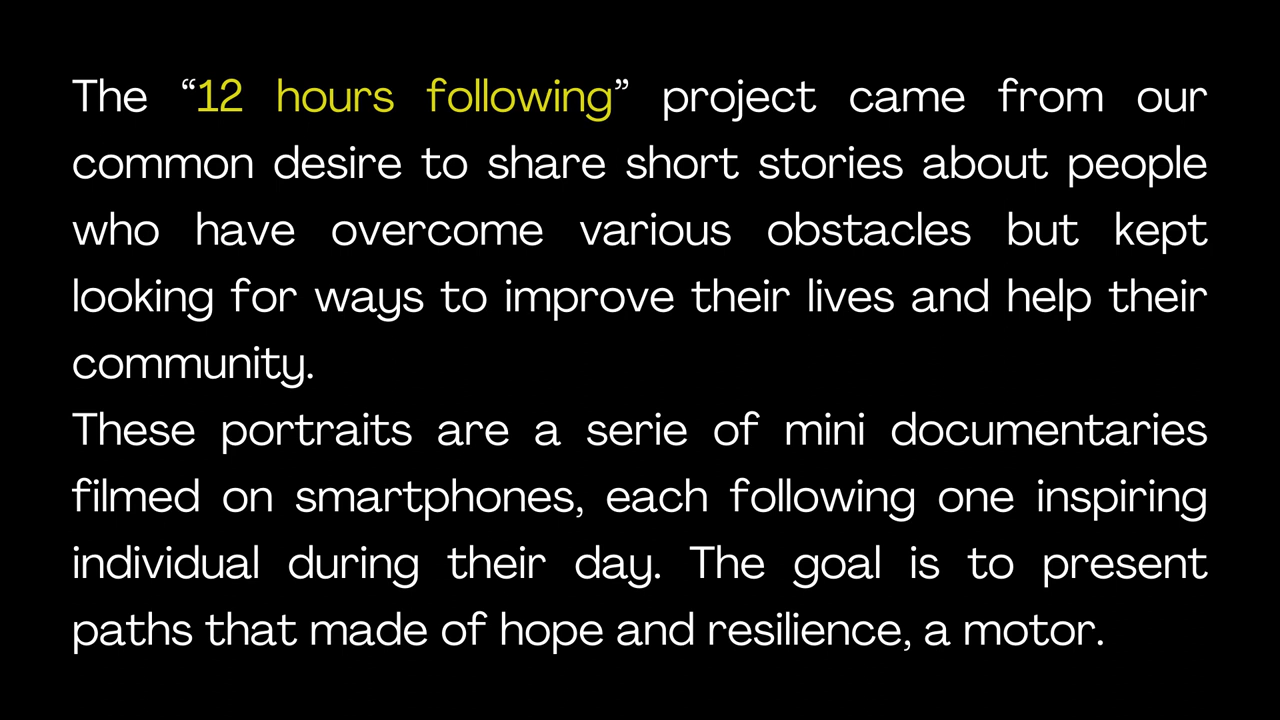 The “12 hours following” project came from our
common desire to share short stories about people
who have overcome various obstacles but kept
looking for ways to improve their lives and help their
community.
These portraits are a serie of mini documentaries
filmed on smartphones, each following one inspiring
individual during their day. The goal is to present
paths that made of hope and resilience, a motor.